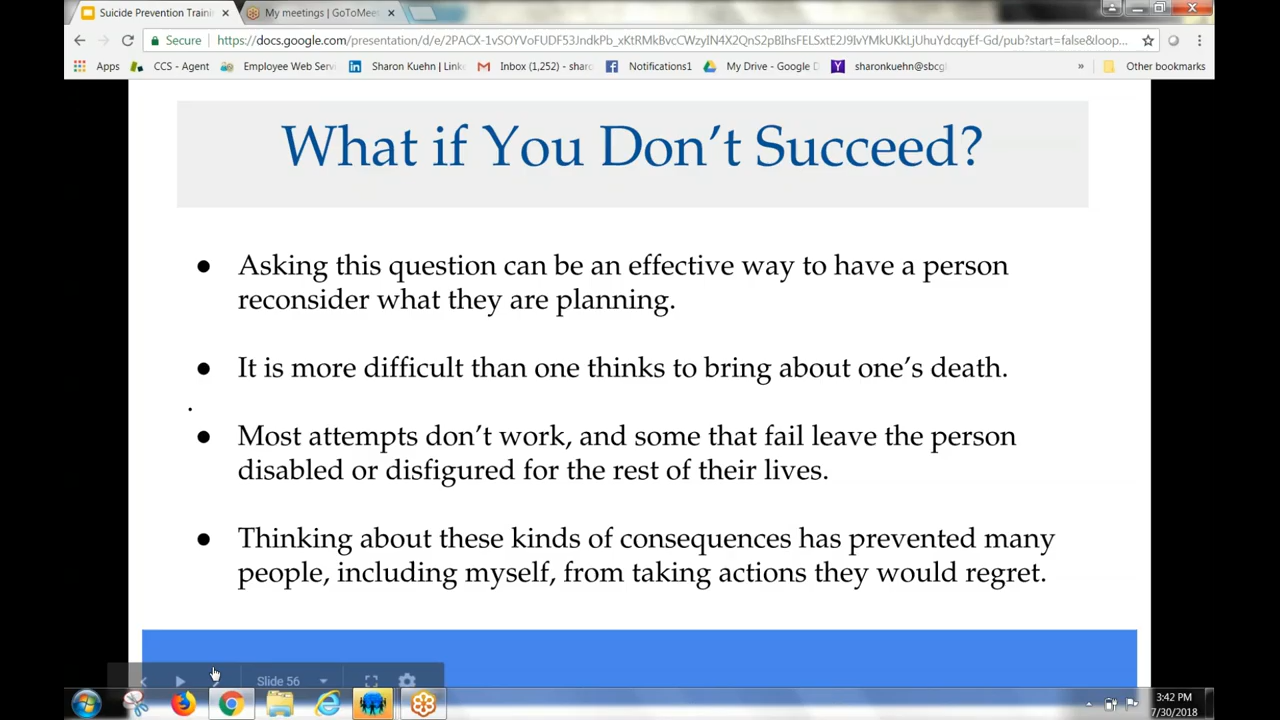 Suicide Prevention Traini
My meetings | GoToMee
Secure
https://docs.google.com/presentation/d/e/
pub?start=false&loop...
Apps
CCS - Agent
Employee Web Serv
Sharon Kuehn | Link
Inbox (1,252) - shar
Notifications1
My Drive - Google D
sharonkuehn@sbcgl
»
Other bookmarks
What if You Don't Succeed?
● Asking this question can be an effective way to have a person
reconsider what they are planning.
● It is more difficult than one thinks to bring about one's death.
.
● Most attempts don't work, and some that fail leave the person
disabled or disfigured for the rest of their lives.
● Thinking about these kinds of consequences has prevented many
people, including myself, from taking actions they would regret.
Slide 56
3:42 PM
7/30/2018